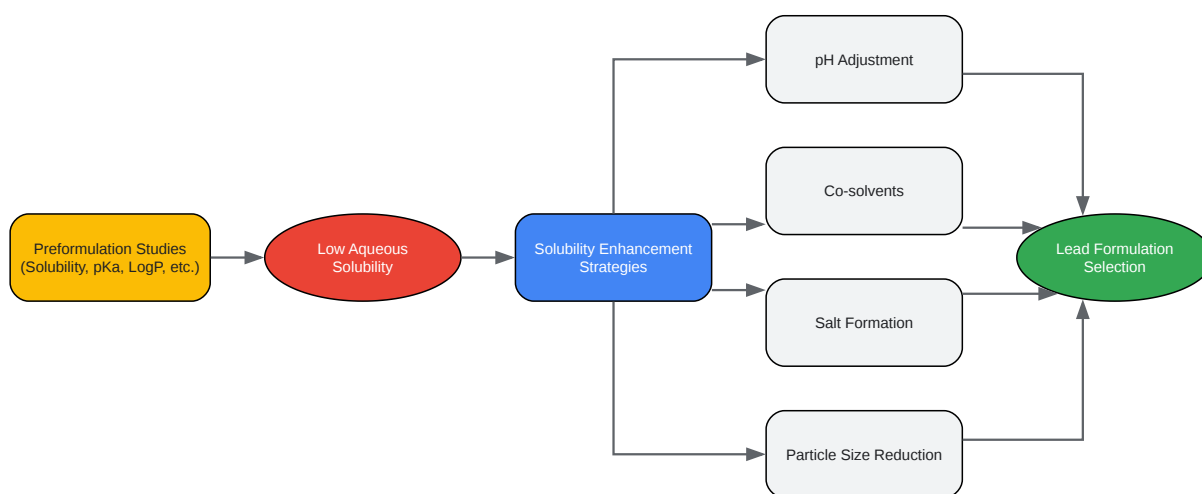 Preformulation Studies
(Solubility, pKa, LogP, etc.)
Low Aqueous
Solubility
Solubility Enhancement
Strategies
pH Adjustment
Co-solvents
Salt Formation
Particle Size Reduction
Lead Formulation
Selection